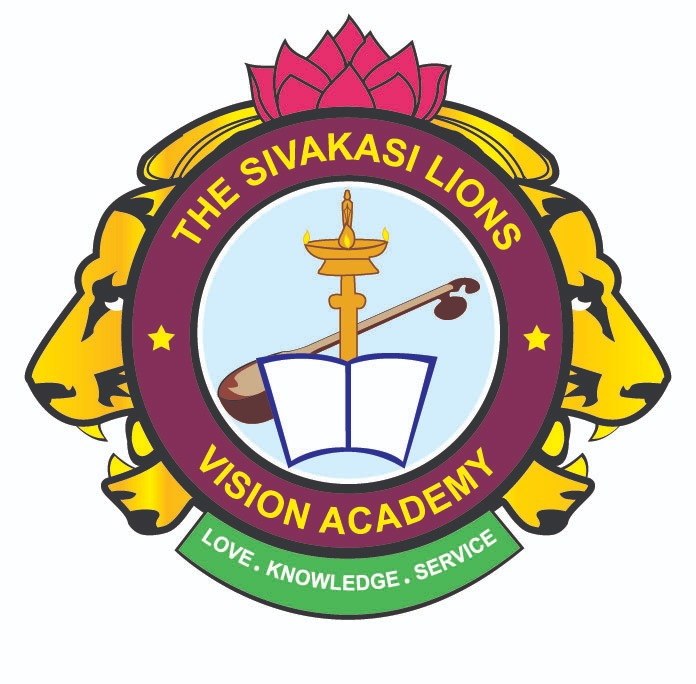 THE SIVAKASI LIONS
VISION ACADEMY
LOVE . KNOWLEDGE . SERVICE